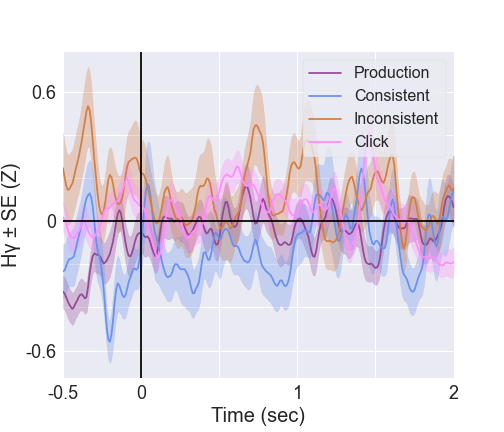 Production
Consistent
Inconsistent
Click
0.6
0
-0.6
Hγ ± SE (Z)
-0.5
0
1
2
Time (sec)